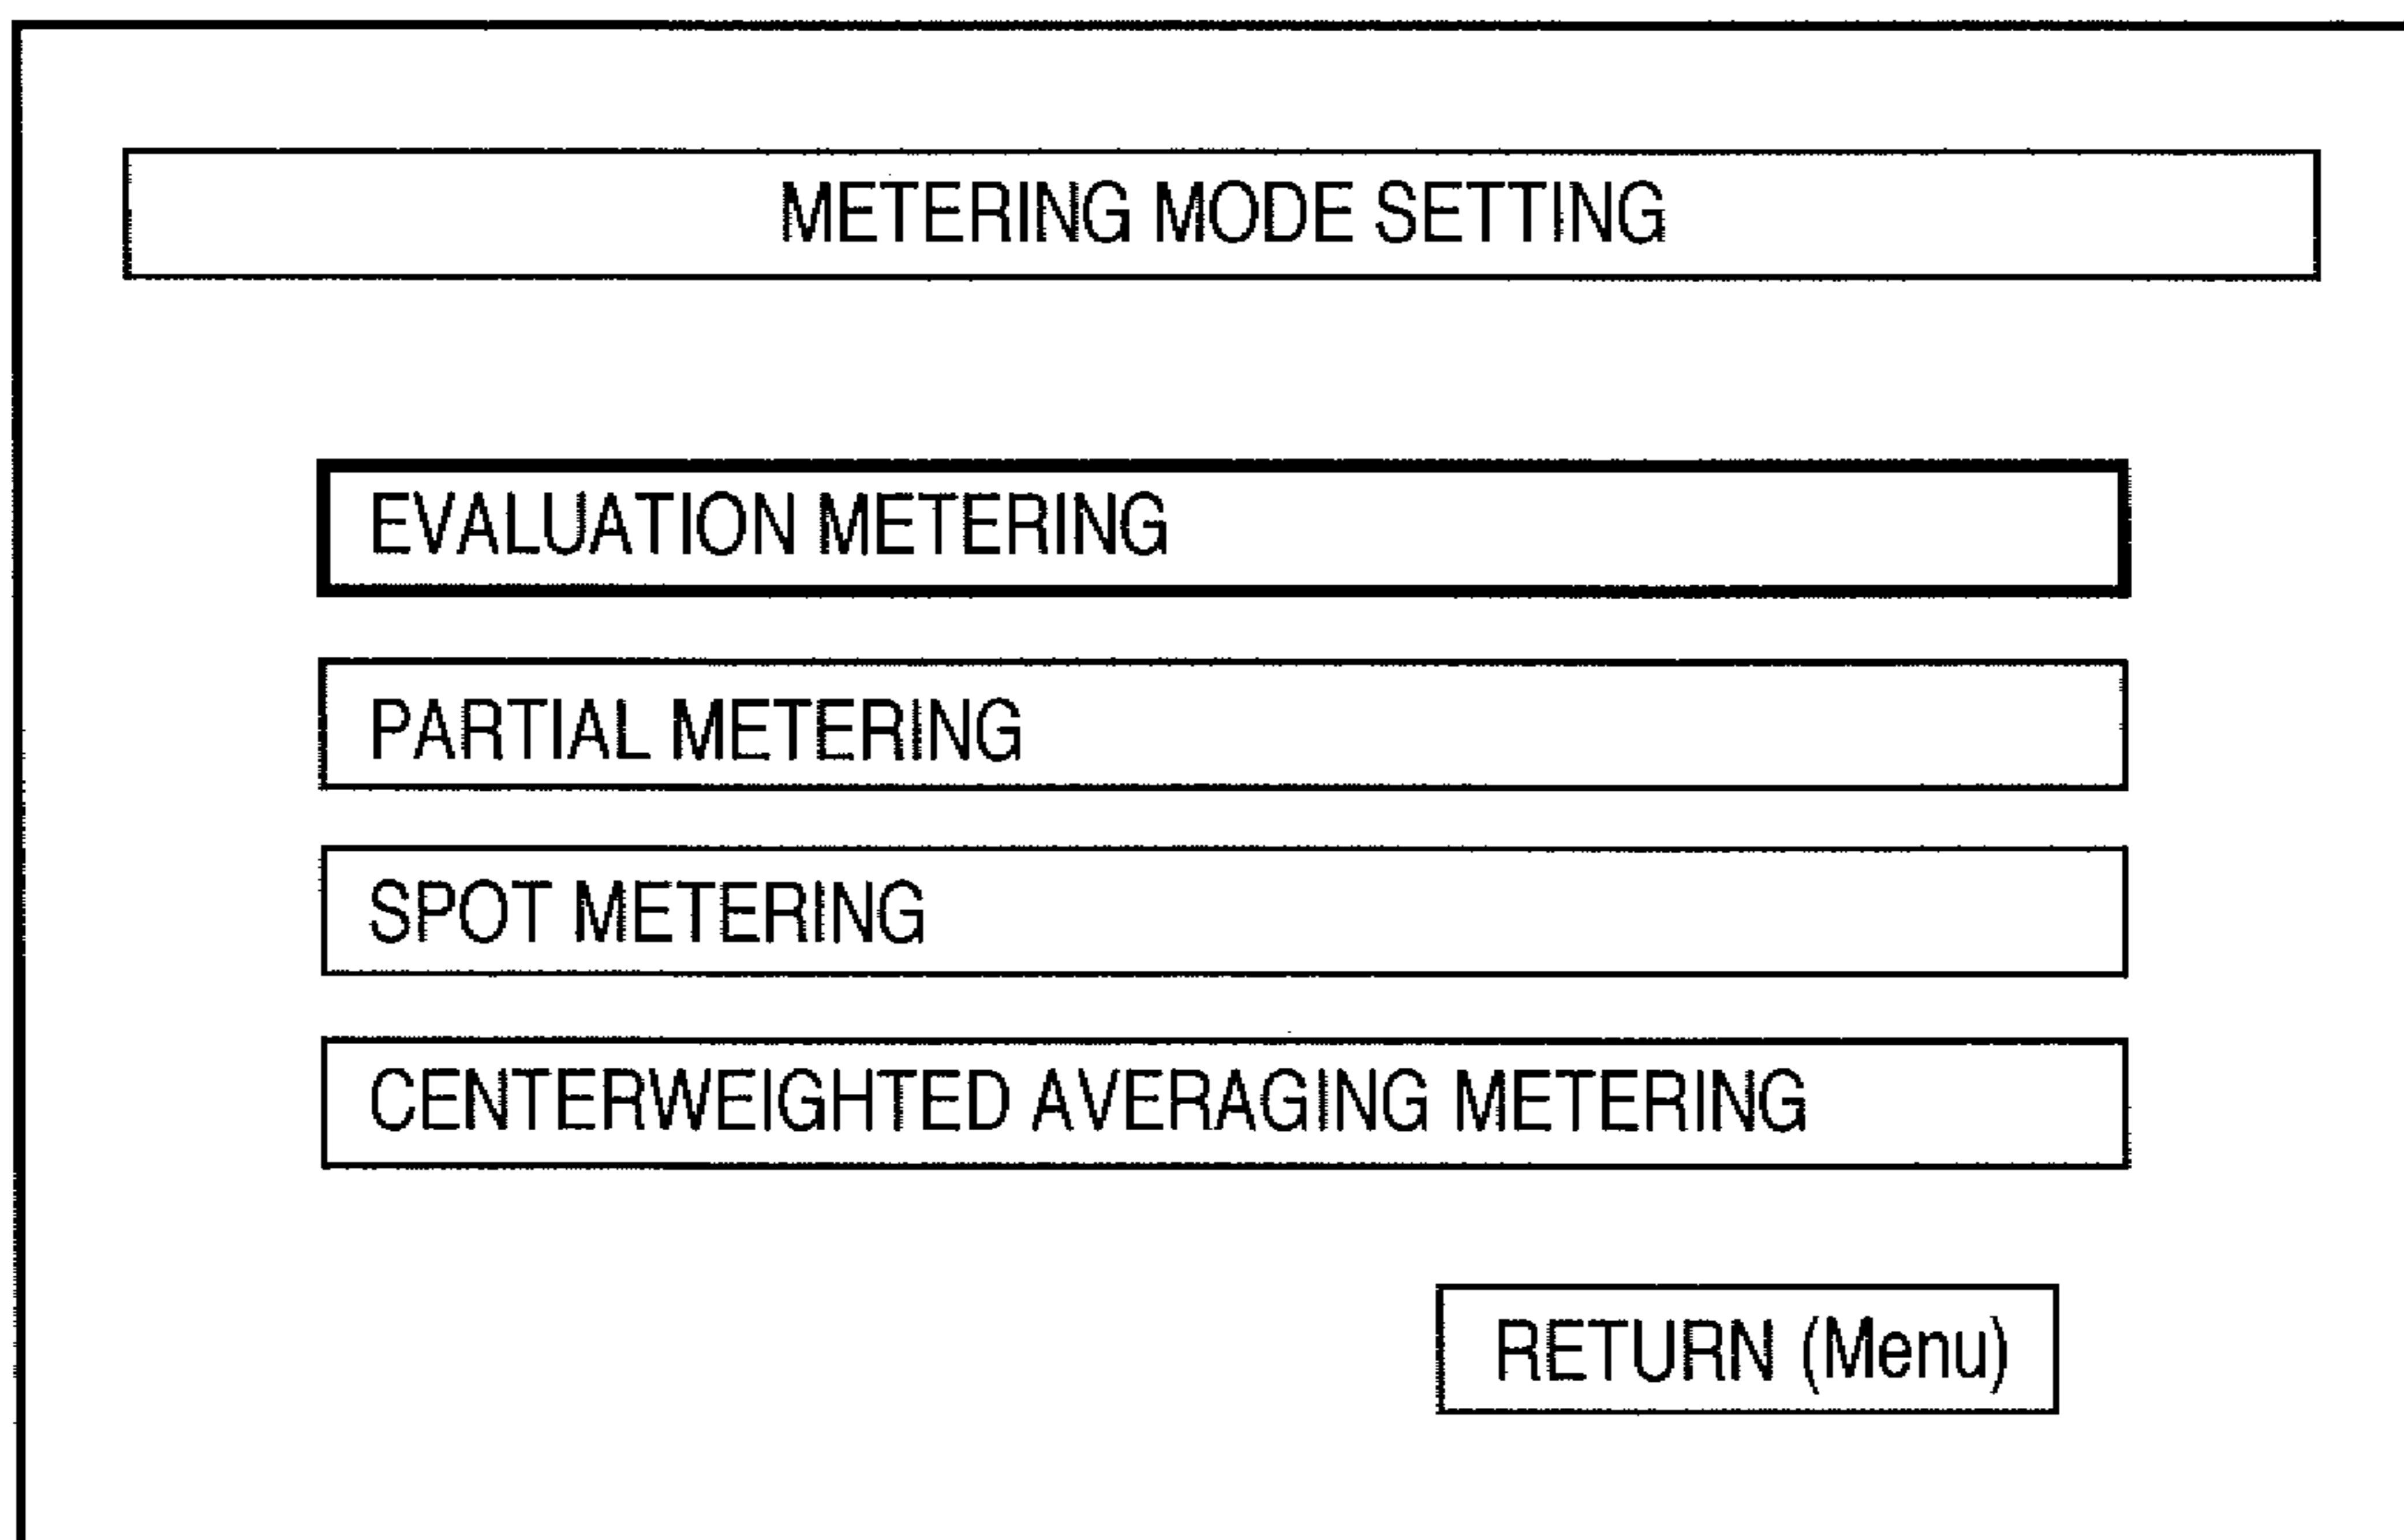 METERING MODE SETTING
EVALUATION METERING
PARTIAL METERING
SPOT METERING
CENTERWEIGHTED AVERAGING METERING
RETURN (Menu)